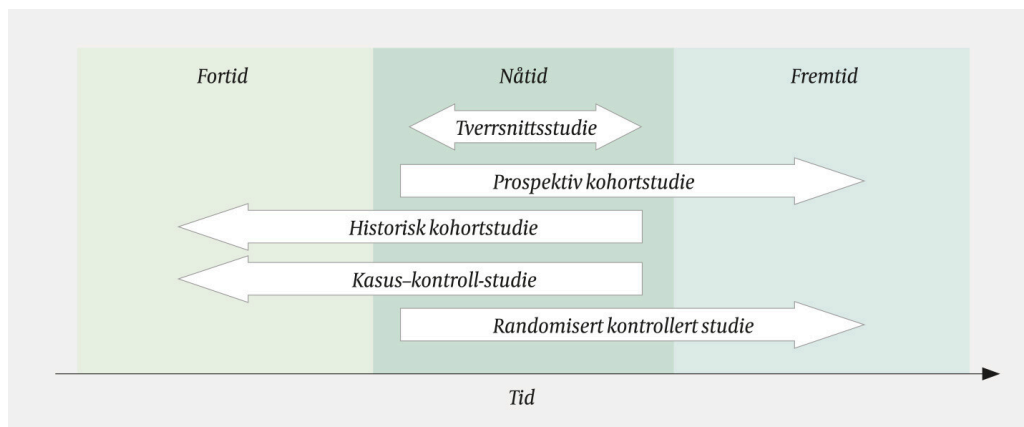 Fortid
Nåtid
Fremtid
Tverrsnittsstudie
Prospektiv kohortstudie
Historisk kohortstudie
Kasus–kontroll-studie
Randomisert kontrollert studie
Tid